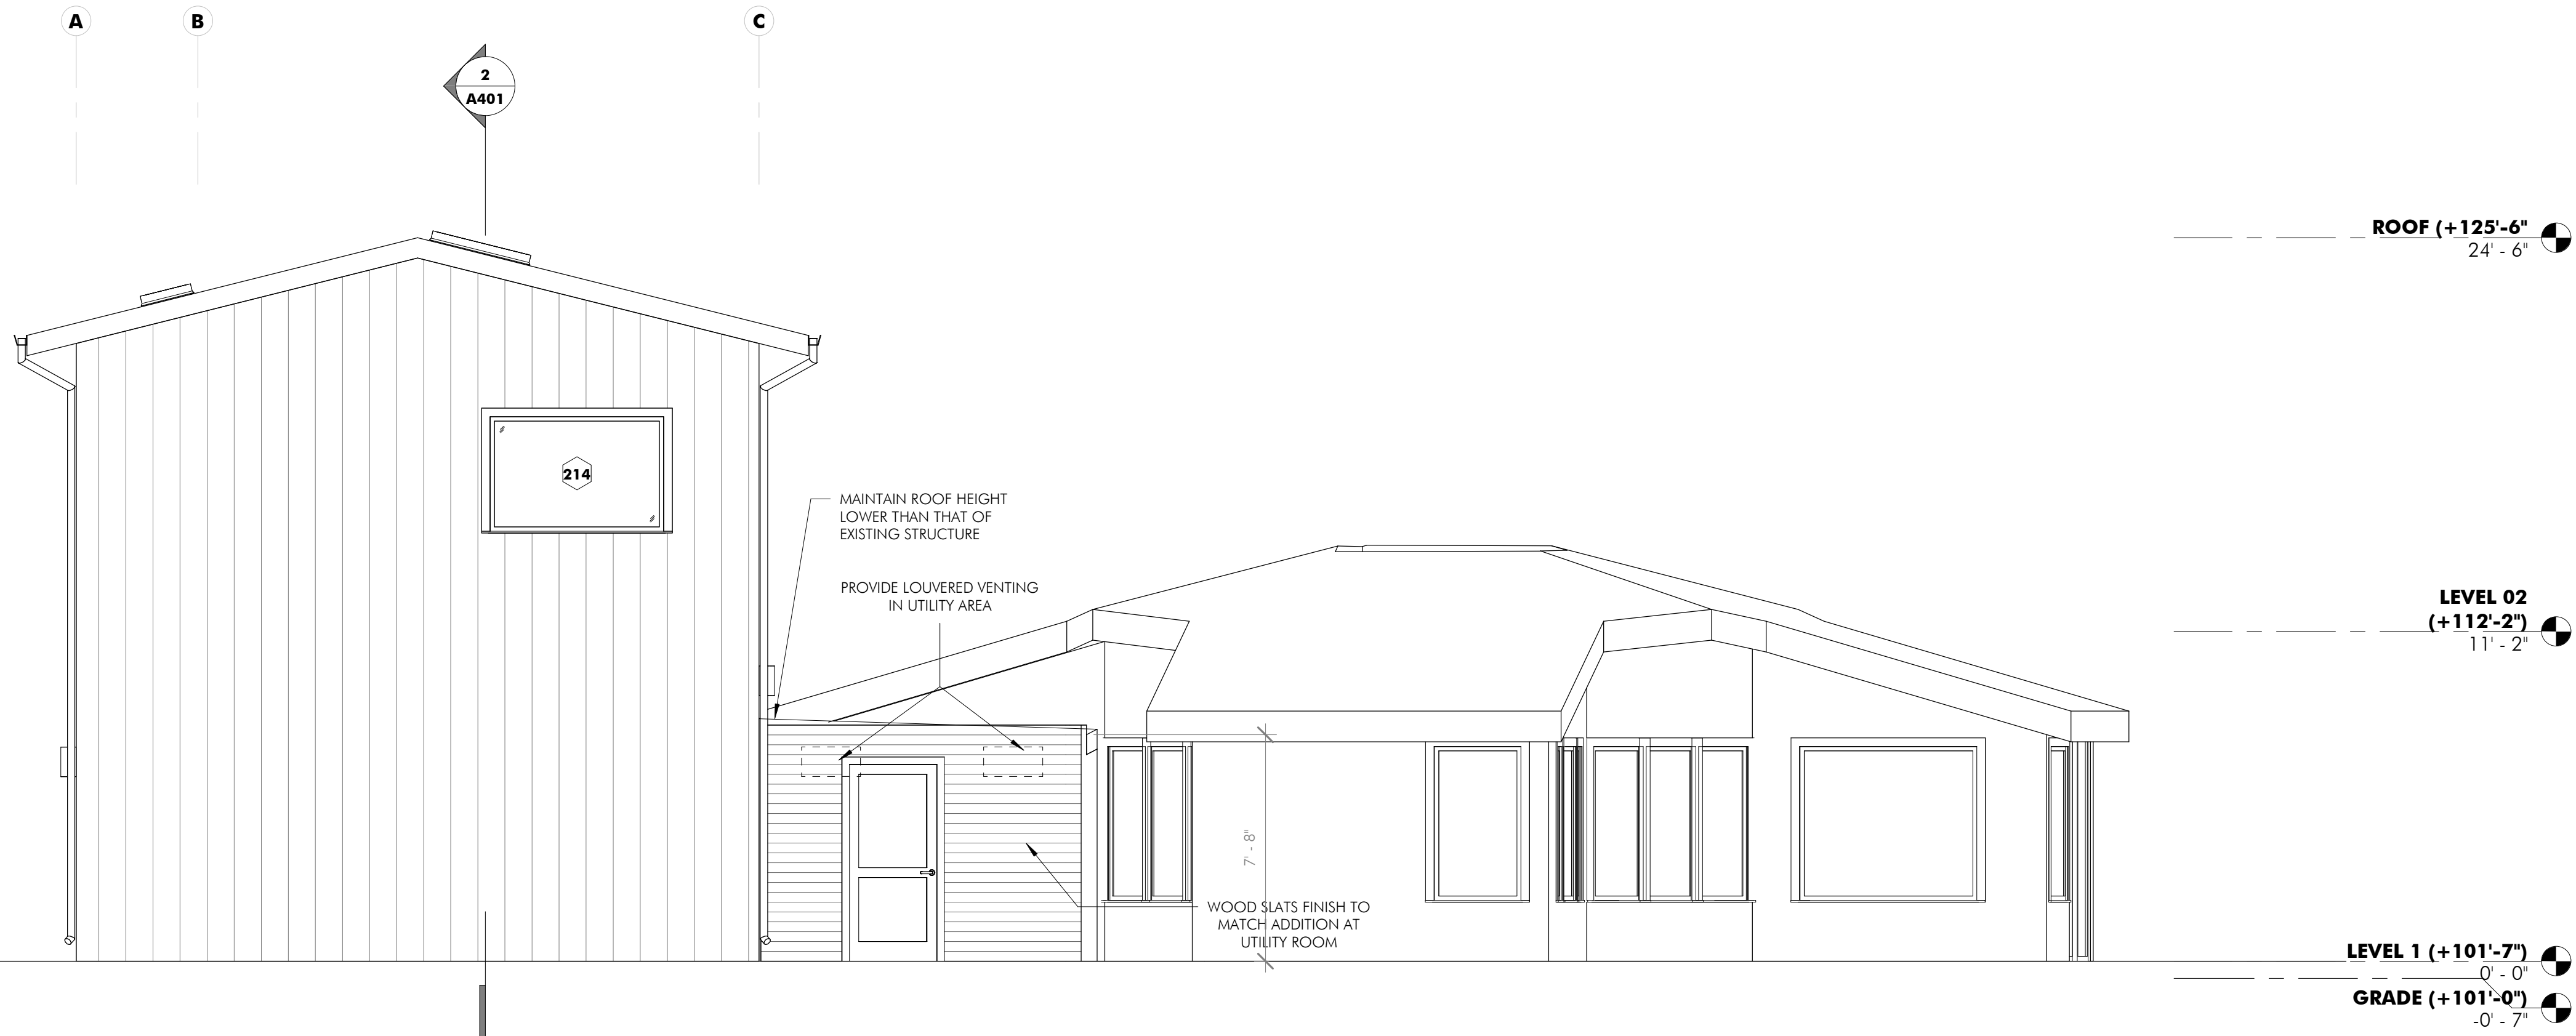 A
B
C
2
A401
ROOF (+125'-6"
24' - 6"
214
MAINTAIN ROOF HEIGHT
LOWER THAN THAT OF
EXISTING STRUCTURE
PROVIDE LOUVERED VENTING
IN UTILITY AREA
LEVEL 02
(+112'-2")
11' - 2"
7' - 8"
WOOD SLATS FINISH TO
MATCH ADDITION AT
UTILITY ROOM
LEVEL 1 (+101'-7")
0' - 0"
GRADE (+101'-0")
-0' - 7"